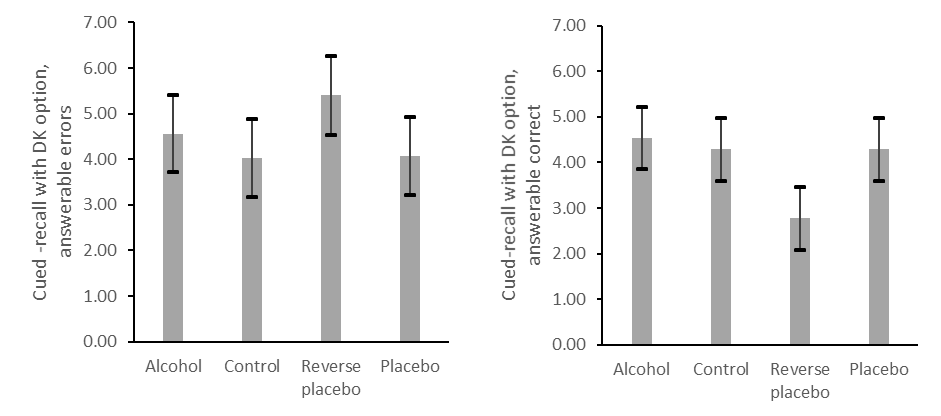 Cued -recall with DK option,
answerable errors
7.00
6.00
5.00
4.00
3.00
2.00
1.00
0.00
Alcohol
Control
Reverse
placebo
Placebo
Cued-recall with DK option,
answerable correct
7.00
6.00
5.00
4.00
3.00
2.00
1.00
0.00
Alcohol
Control
Reverse
placebo
Placebo